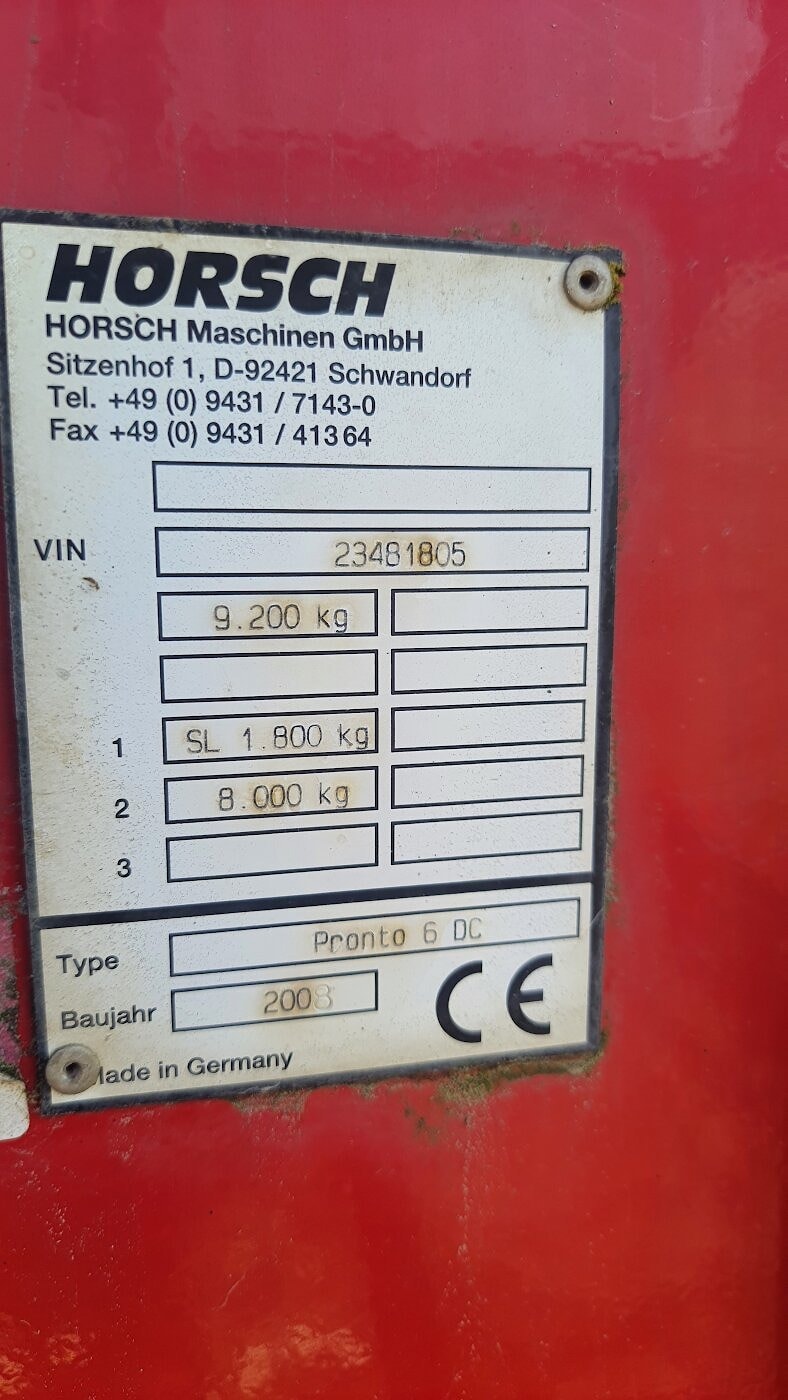 HORSCH
HORSCH Maschinen GmbH
Sitzenhof 1, D-92421 Schwandorf
Tel. +49 (0) 9431 / 7143-0
Fax +49 (0) 9431 / 41364
VIN 23481805
9.200 kg
1 SL 1.800 kg
2 8.000 kg
3
Type Pronto 6 DC
Baujahr 2008
CE
Made in Germany